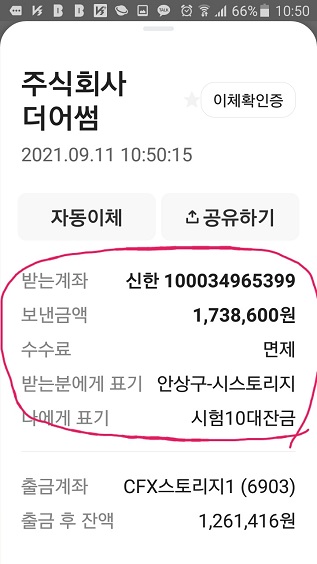 66% 10:50
주식회사
더어썸
이체확인증
2021.09.11 10:50:15
자동이체
공유하기
받는계좌 신한 100034965399
보낸금액 1,738,600원
수수료 면제
받는분에게 표기 안상구-시스토리지
나에게 표기 시험10대잔금
출금계좌 CFX스토리지1 (6903)
출금 후 잔액 1,261,416원